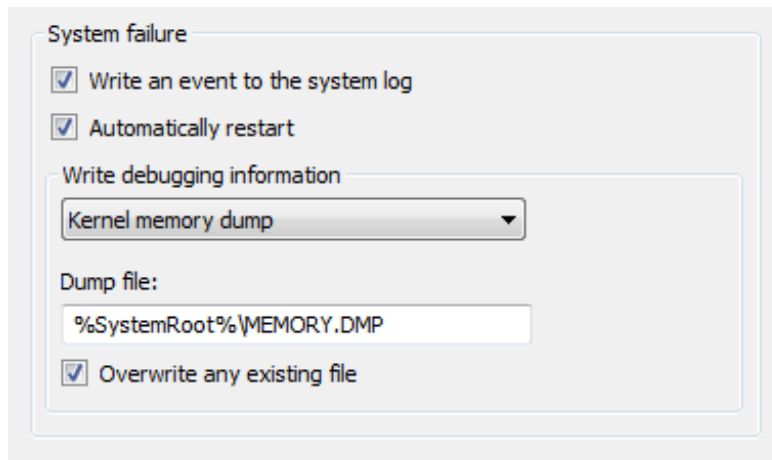 System failure
Write an event to the system log
Automatically restart
Write debugging information
Kernel memory dump
Dump file:
%SystemRoot%\MEMORY.DMP
Overwrite any existing file